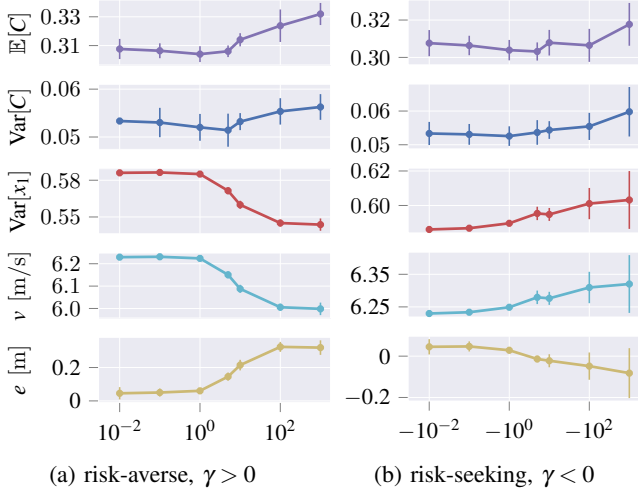 𝔼[C] 0.33 0.31 0.32 0.30
Var[C] 0.06 0.05 0.06 0.05
Var[x₁] 0.58 0.55 0.62 0.60
v [m/s] 6.2 6.0 6.35 6.25
e [m] 0.2 0 0 −0.2
10⁻² 10⁰ 10² −10⁻² −10⁰ −10²
(a) risk-averse, γ > 0 (b) risk-seeking, γ < 0